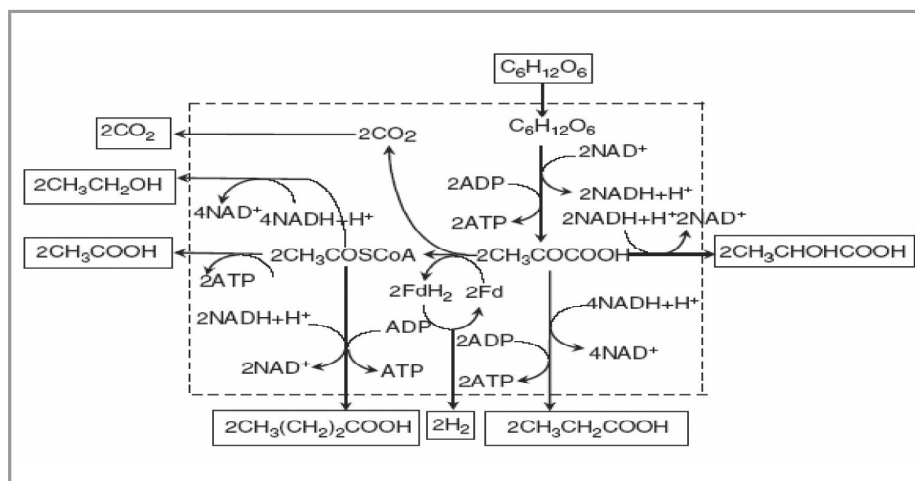 C₆H₁₂O₆
C₆H₁₂O₆
2CO₂
2CO₂
2NAD⁺
2CH₃CH₂OH
2ADP
2NADH+H⁺
4NAD⁺
4NADH+H⁺
2ATP
2NADH+H⁺
2NAD⁺
2CH₃COOH
2CH₃COSCoA
2CH₃COCOOH
2CH₃CHOHCOOH
2ATP
2FdH₂
2Fd
4NADH+H⁺
2NADH+H⁺
ADP
2ADP
4NAD⁺
2NAD⁺
ATP
2ATP
2CH₃(CH₂)₂COOH
2H₂
2CH₃CH₂COOH